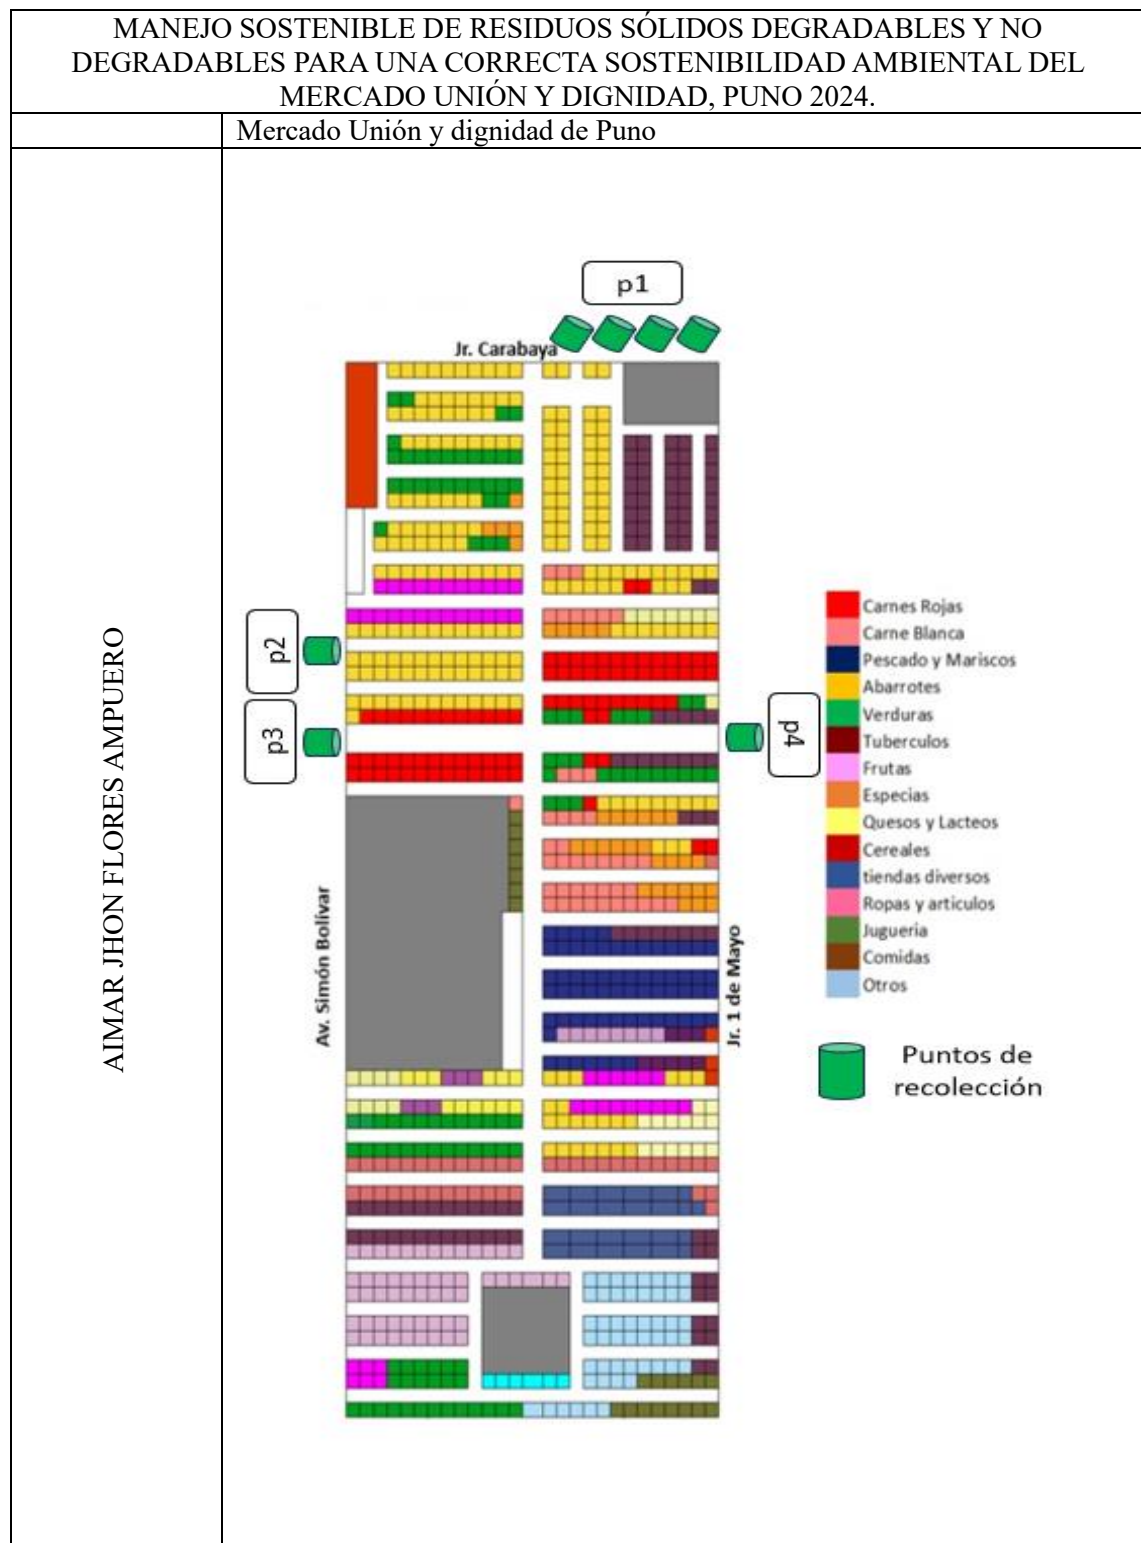 MANEJO SOSTENIBLE DE RESIDUOS SÓLIDOS DEGRADABLES Y NO
DEGRADABLES PARA UNA CORRECTA SOSTENIBILIDAD AMBIENTAL DEL
MERCADO UNIÓN Y DIGNIDAD, PUNO 2024.
Mercado Unión y dignidad de Puno
AIMAR JHON FLORES AMPUERO
p1
Jr. Carabaya
p2
p3
p4
Av. Simón Bolívar
Jr. 1 de Mayo
Carnes Rojas
Carne Blanca
Pescado y Mariscos
Abarrotes
Verduras
Tuberculos
Frutas
Especias
Quesos y Lacteos
Cereales
tiendas diversos
Ropas y articulos
Jugueria
Comidas
Otros
Puntos de
recolección